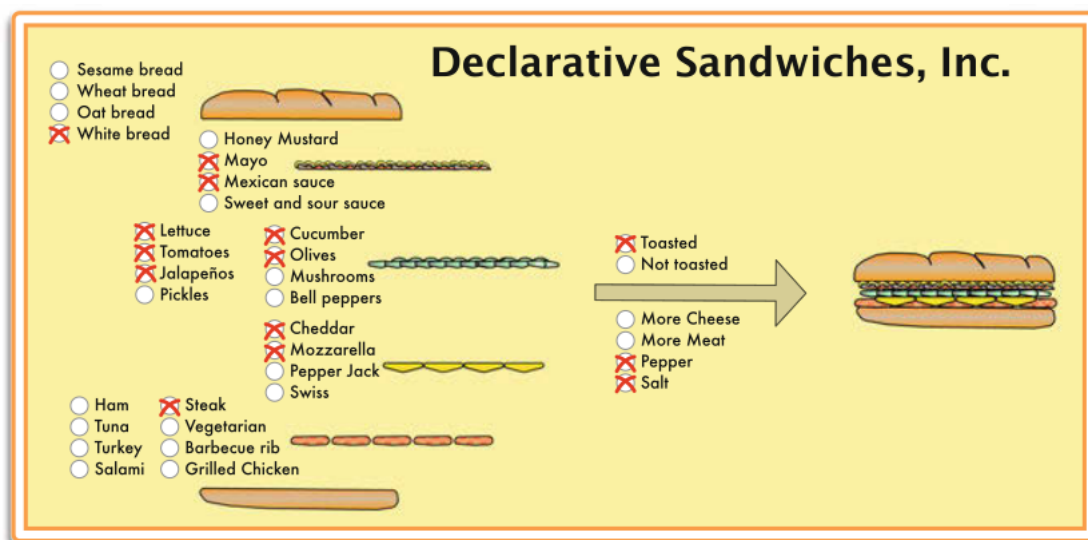 Declarative Sandwiches, Inc.
Sesame bread
Wheat bread
Oat bread
White bread
Honey Mustard
Mayo
Mexican sauce
Sweet and sour sauce
Lettuce
Tomatoes
Jalapeños
Pickles
Cucumber
Olives
Mushrooms
Bell peppers
Toasted
Not toasted
More Cheese
More Meat
Pepper
Salt
Cheddar
Mozzarella
Pepper Jack
Swiss
Ham
Tuna
Turkey
Salami
Steak
Vegetarian
Barbecue rib
Grilled Chicken